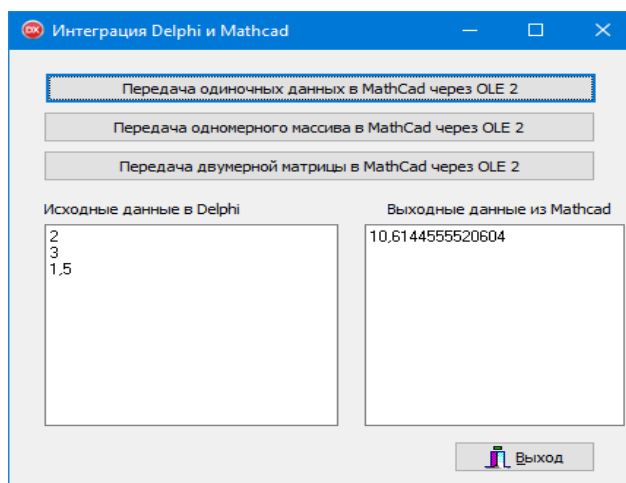 Интеграция Delphi и Mathcad
Передача одиночных данных в MathCad через OLE 2
Передача одномерного массива в MathCad через OLE 2
Передача двумерной матрицы в MathCad через OLE 2
Исходные данные в Delphi
Выходные данные из Mathcad
2
3
1,5
10,6144555520604
Выход